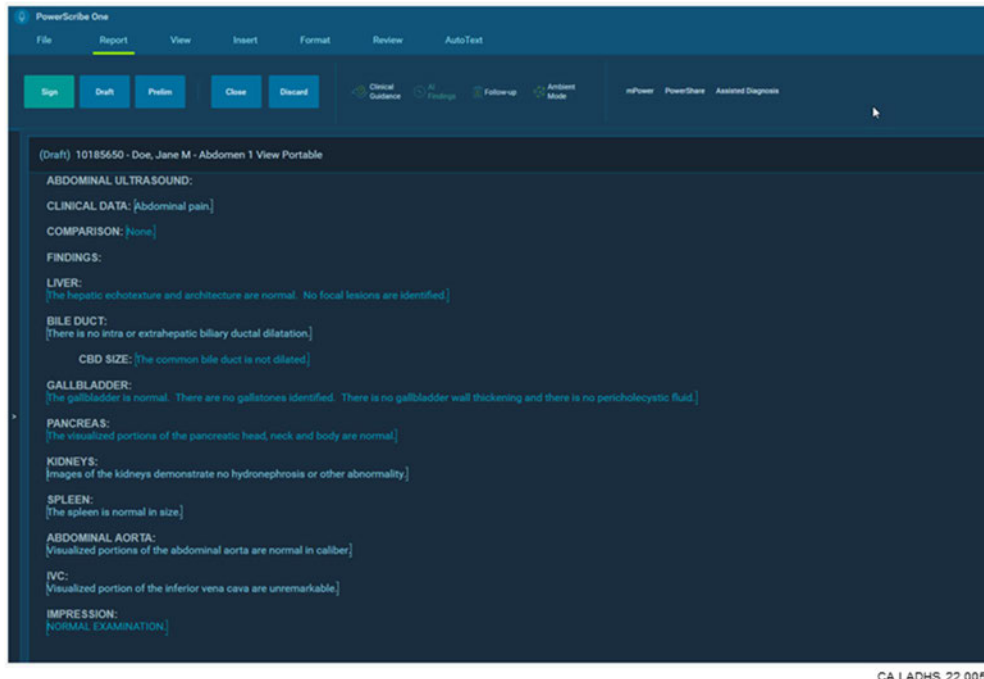 PowerScribe One
File Report View Insert Format Review AutoText
Sign Draft Prelim Close Discard Clinical Guidance AI Findings Follow-up Ambient Mode mPower PowerShare Assisted Diagnosis
(Draft) 10185650 - Doe, Jane M - Abdomen 1 View Portable
ABDOMINAL ULTRASOUND:
CLINICAL DATA: [Abdominal pain.]
COMPARISON: [None.]
FINDINGS:
LIVER:
[The hepatic echotexture and architecture are normal. No focal lesions are identified.]
BILE DUCT:
[There is no intra or extrahepatic biliary ductal dilatation.]
CBD SIZE: [The common bile duct is not dilated.]
GALLBLADDER:
[The gallbladder is normal. There are no gallstones identified. There is no gallbladder wall thickening and there is no pericholecystic fluid.]
PANCREAS:
[The visualized portions of the pancreatic head, neck and body are normal.]
KIDNEYS:
[Images of the kidneys demonstrate no hydronephrosis or other abnormality.]
SPLEEN:
[The spleen is normal in size.]
ABDOMINAL AORTA:
[Visualized portions of the abdominal aorta are normal in caliber.]
IVC:
[Visualized portion of the inferior vena cava are unremarkable.]
IMPRESSION:
[NORMAL EXAMINATION.]
CA LADHS 22 005